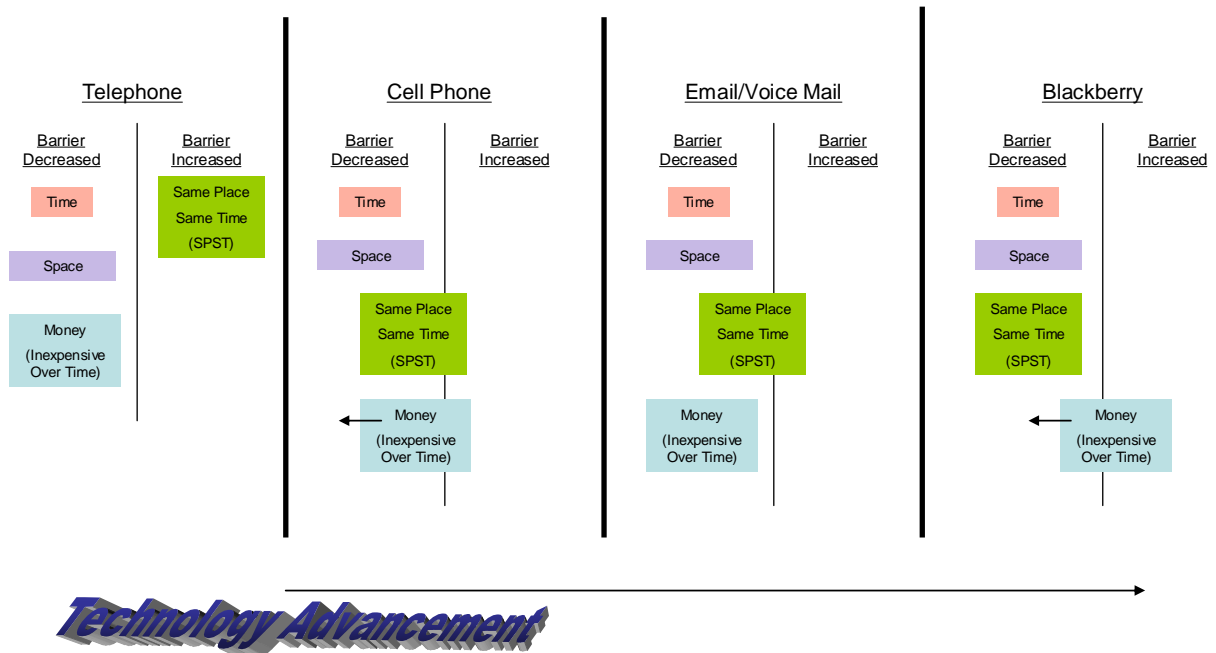 Telephone
Barrier
Decreased
Barrier
Increased
Time
Space
Money
(Inexpensive
Over Time)
Same Place
Same Time
(SPST)
Cell Phone
Barrier
Decreased
Barrier
Increased
Time
Space
Same Place
Same Time
(SPST)
Money
(Inexpensive
Over Time)
Email/Voice Mail
Barrier
Decreased
Barrier
Increased
Time
Space
Same Place
Same Time
(SPST)
Money
(Inexpensive
Over Time)
Blackberry
Barrier
Decreased
Barrier
Increased
Time
Space
Same Place
Same Time
(SPST)
Money
(Inexpensive
Over Time)
Technology Advancement